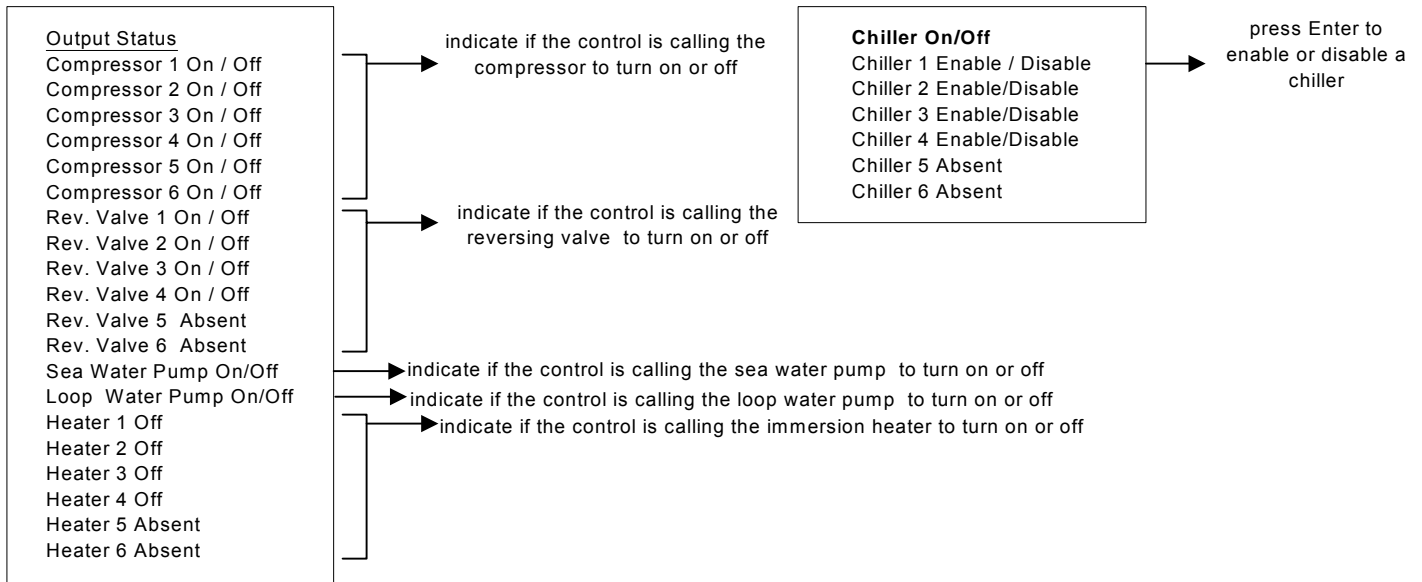 Output Status
Compressor 1 On / Off
Compressor 2 On / Off
Compressor 3 On / Off
Compressor 4 On / Off
Compressor 5 On / Off
Compressor 6 On / Off
Rev. Valve 1 On / Off
Rev. Valve 2 On / Off
Rev. Valve 3 On / Off
Rev. Valve 4 On / Off
Rev. Valve 5 Absent
Rev. Valve 6 Absent
Sea Water Pump On/Off
Loop Water Pump On/Off
Heater 1 Off
Heater 2 Off
Heater 3 Off
Heater 4 Off
Heater 5 Absent
Heater 6 Absent
indicate if the control is calling the
compressor to turn on or off
indicate if the control is calling the
reversing valve to turn on or off
indicate if the control is calling the sea water pump to turn on or off
indicate if the control is calling the loop water pump to turn on or off
indicate if the control is calling the immersion heater to turn on or off
Chiller On/Off
Chiller 1 Enable / Disable
Chiller 2 Enable/Disable
Chiller 3 Enable/Disable
Chiller 4 Enable/Disable
Chiller 5 Absent
Chiller 6 Absent
press Enter to
enable or disable a
chiller